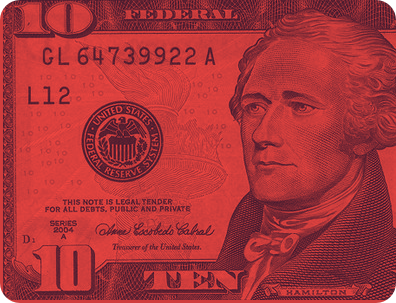 10 FEDERAL
GL 64739922 A
L12
UNITED STATES
FEDERAL RESERVE SYSTEM
THIS NOTE IS LEGAL TENDER
FOR ALL DEBTS, PUBLIC AND PRIVATE
SERIES
2004
A
Anna Escobedo Cabral
Treasurer of the United States.
D1
10 TEN
HAMILTON